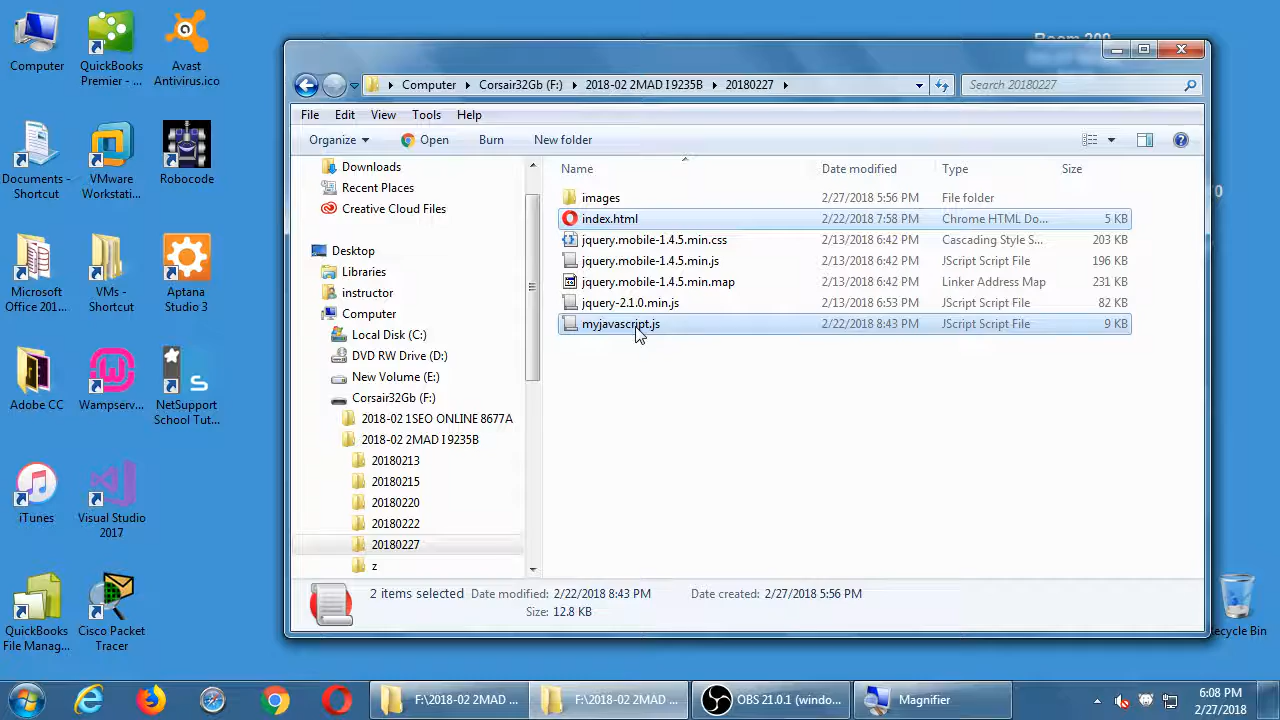 Computer
QuickBooks
Premier - ...
Avast
Antivirus.ico
Documents -
Shortcut
VMware
Workstati...
Robocode
Microsoft
Office 201...
VMs -
Shortcut
Aptana
Studio 3
Adobe CC
Wampserv...
NetSupport
School Tut...
iTunes
Visual Studio
2017
QuickBooks
File Manag...
Cisco Packet
Tracer
Computer
Corsair32Gb (F:)
2018-02 2MAD I9235B
20180227
Search 20180227
File Edit View Tools Help
Organize Open Burn New folder
Downloads
Recent Places
Creative Cloud Files
Desktop
Libraries
instructor
Computer
Local Disk (C:)
DVD RW Drive (D:)
New Volume (E:)
Corsair32Gb (F:)
2018-02 1SEO ONLINE 8677A
2018-02 2MAD I9235B
20180213
20180215
20180220
20180222
20180227
z
Name Date modified Type Size
images 2/27/2018 5:56 PM File folder
index.html 2/22/2018 7:58 PM Chrome HTML Do... 5 KB
jquery.mobile-1.4.5.min.css 2/13/2018 6:42 PM Cascading Style S... 203 KB
jquery.mobile-1.4.5.min.js 2/13/2018 6:42 PM JScript Script File 196 KB
jquery.mobile-1.4.5.min.map 2/13/2018 6:42 PM Linker Address Map 231 KB
jquery-2.1.0.min.js 2/13/2018 6:53 PM JScript Script File 82 KB
myjavascript.js 2/22/2018 8:43 PM JScript Script File 9 KB
2 items selected Date modified: 2/22/2018 8:43 PM Date created: 2/27/2018 5:56 PM
Size: 12.8 KB
Recycle Bin
F:\2018-02 2MAD ...
F:\2018-02 2MAD ...
OBS 21.0.1 (windo...
Magnifier
6:08 PM
2/27/2018